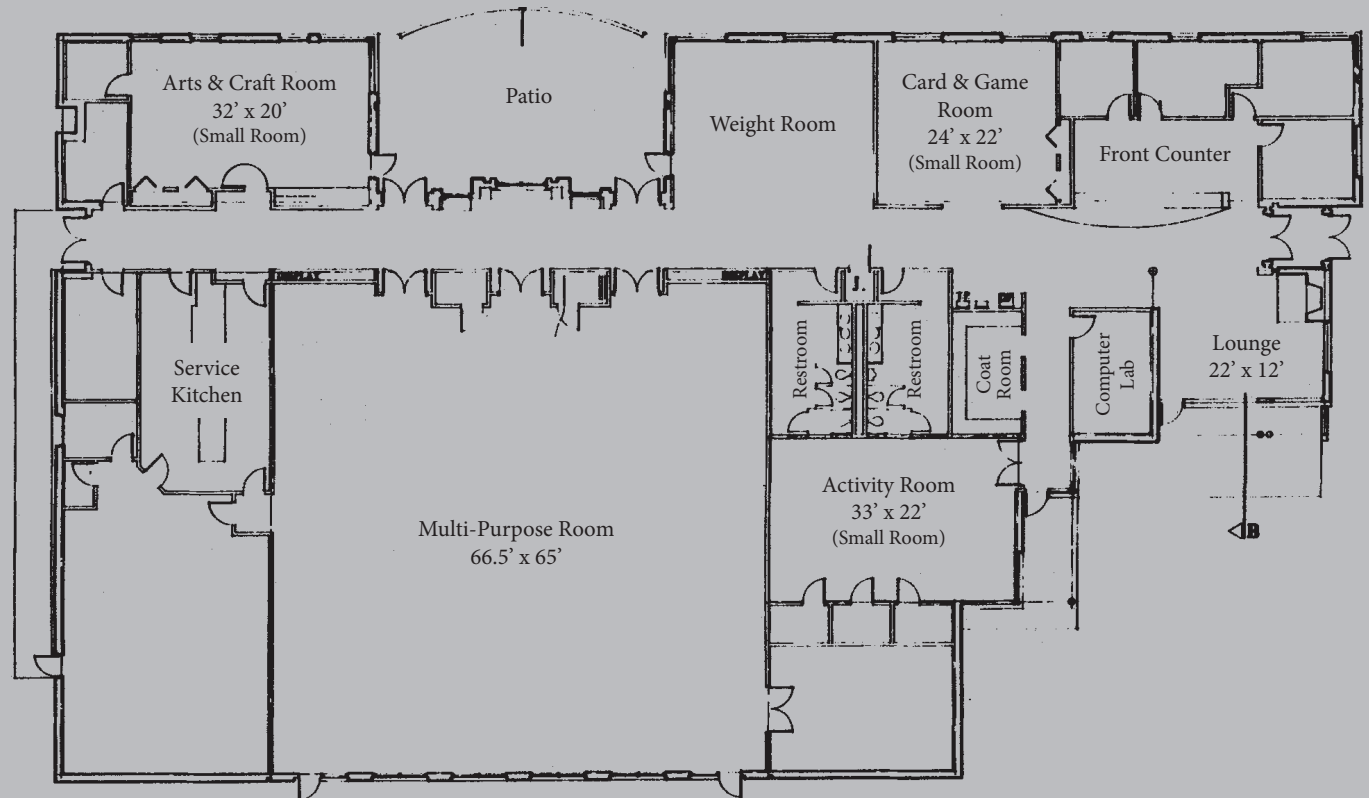 Arts & Craft Room
32’ x 20’
(Small Room)
Patio
Weight Room
Card & Game
Room
24’ x 22’
(Small Room)
Front Counter
DISPLAY
DISPLAY
J.
Service
Kitchen
Restroom
Restroom
Coat
Room
Computer
Lab
Lounge
22’ x 12’
Multi-Purpose Room
66.5’ x 65’
Activity Room
33’ x 22’
(Small Room)
B